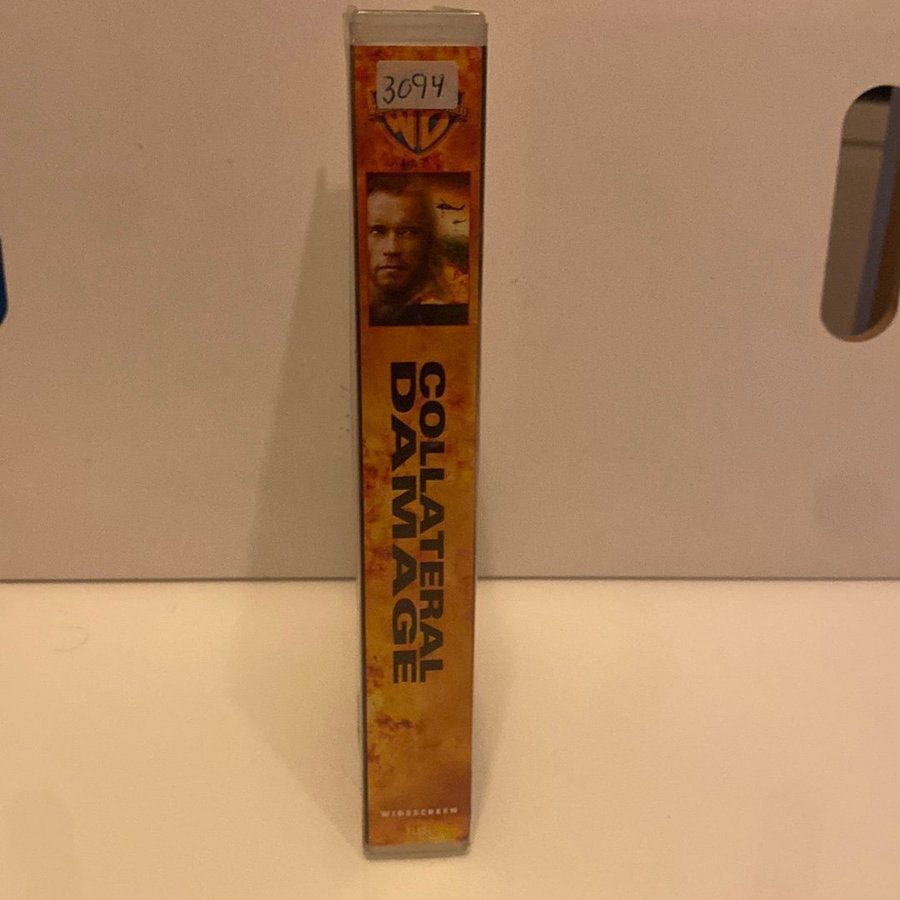 3094
WB
COLLATERAL
DAMAGE
WIDESCREEN